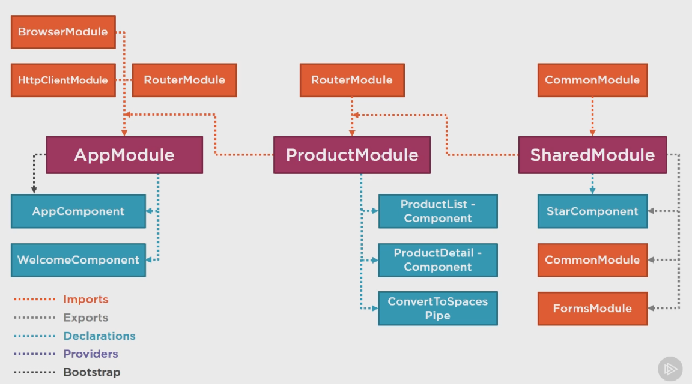 BrowserModule
HttpClientModule
RouterModule
RouterModule
CommonModule
AppModule
ProductModule
SharedModule
AppComponent
ProductList -
Component
StarComponent
WelcomeComponent
ProductDetail -
Component
CommonModule
ConvertToSpaces
Pipe
FormsModule
Imports
Exports
Declarations
Providers
Bootstrap